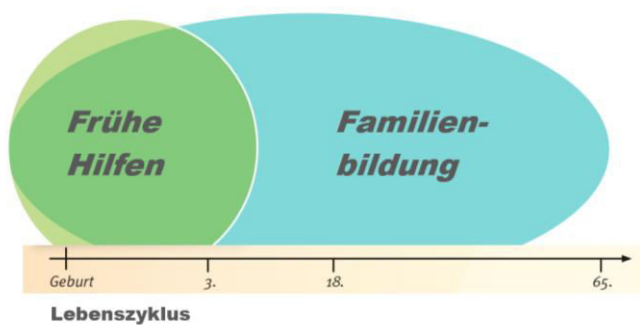 Frühe
Hilfen
Familien-
bildung
Geburt
3.
18.
65.
Lebenszyklus